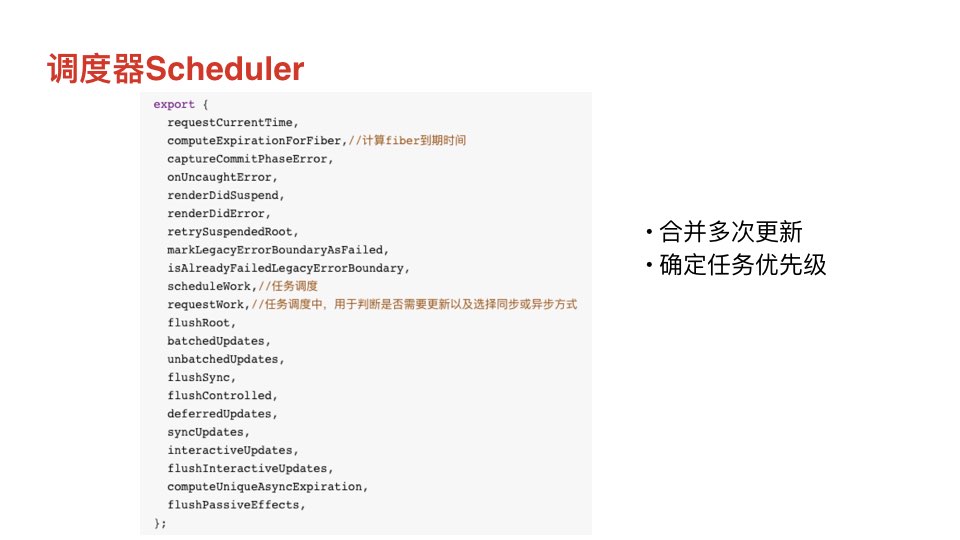 调度器Scheduler
export {
requestCurrentTime,
computeExpirationForFiber,//计算fiber到期时间
captureCommitPhaseError,
onUncaughtError,
renderDidSuspend,
renderDidError,
retrySuspendedRoot,
markLegacyErrorBoundaryAsFailed,
isAlreadyFailedLegacyErrorBoundary,
scheduleWork,//任务调度
requestWork,//任务调度中，用于判断是否需要更新以及选择同步或异步方式
flushRoot,
batchedUpdates,
unbatchedUpdates,
flushSync,
flushControlled,
deferredUpdates,
syncUpdates,
interactiveUpdates,
flushInteractiveUpdates,
computeUniqueAsyncExpiration,
flushPassiveEffects,
};
• 合并多次更新
• 确定任务优先级